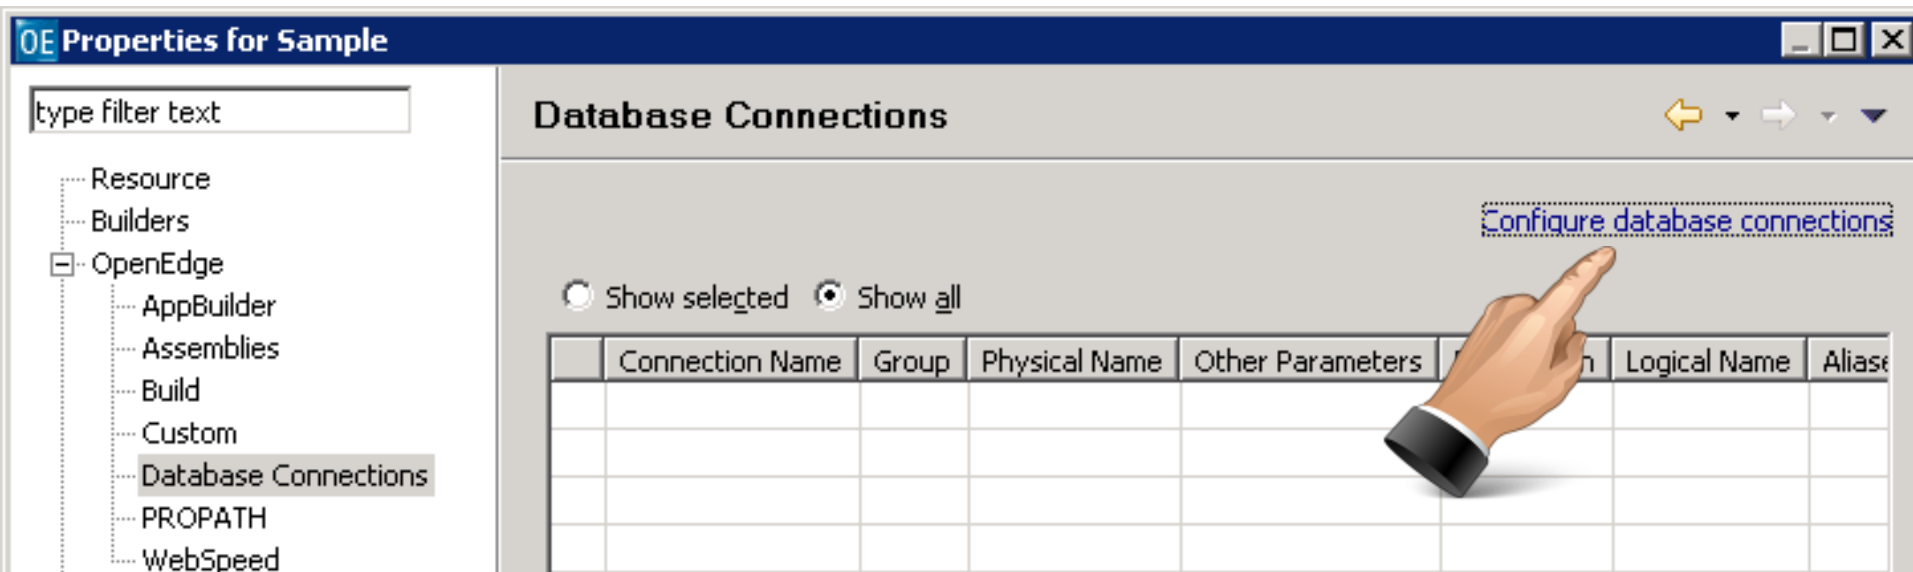 OE Properties for Sample
type filter text
Database Connections
Resource
Builders
OpenEdge
AppBuilder
Assemblies
Build
Custom
Database Connections
PROPATH
WebSpeed
Configure database connections
Show selected Show all
Connection Name Group Physical Name Other Parameters Logical Name